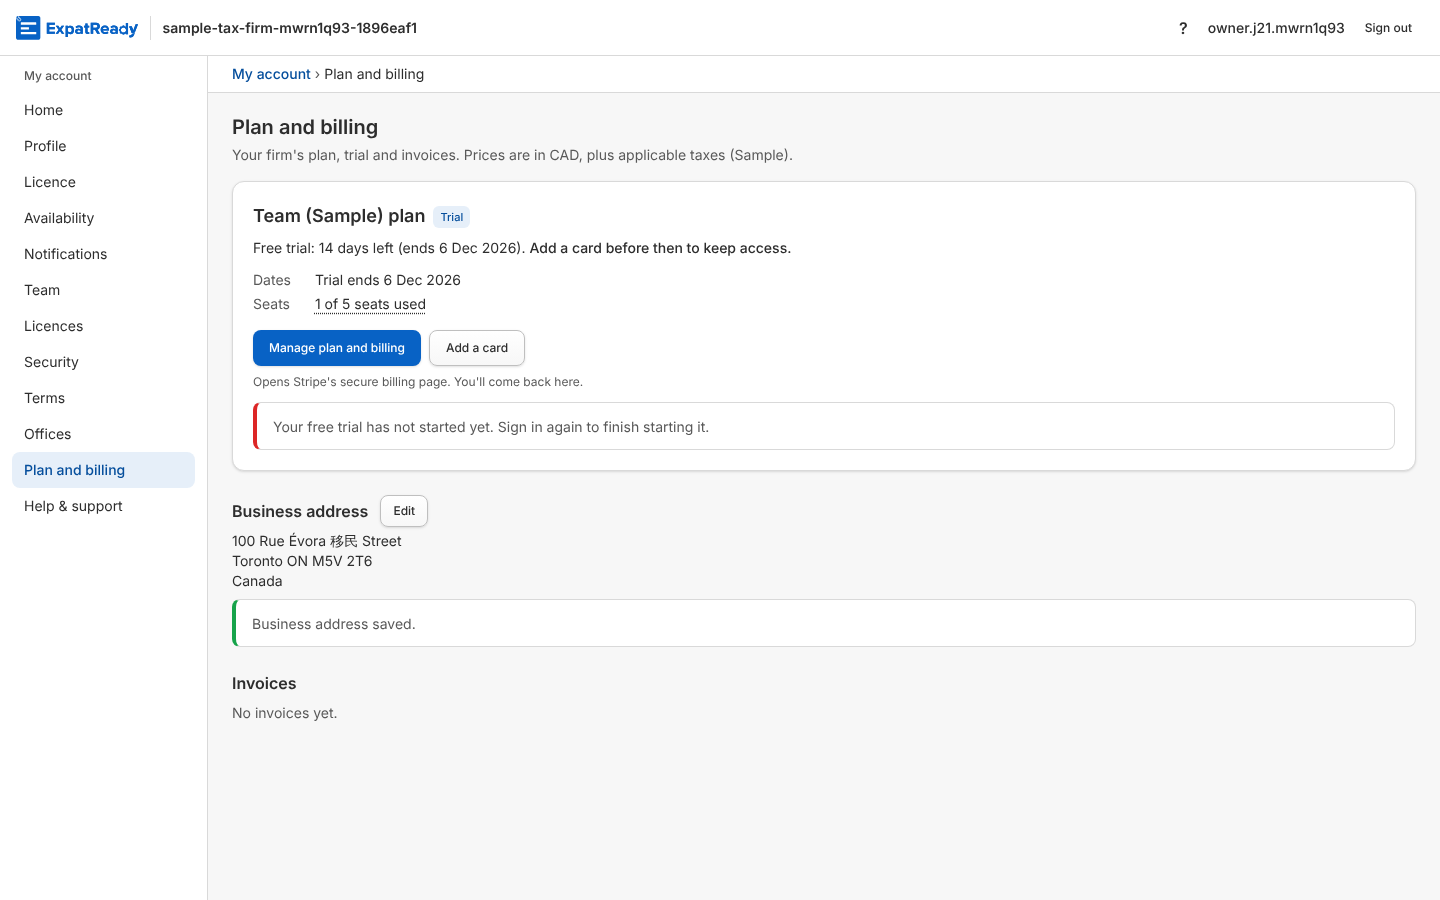 ExpatReady
sample-tax-firm-mwrn1q93-1896eaf1
?
owner.j21.mwrn1q93
Sign out
My account
Home
Profile
Licence
Availability
Notifications
Team
Licences
Security
Terms
Offices
Plan and billing
Help & support
My account › Plan and billing
Plan and billing
Your firm's plan, trial and invoices. Prices are in CAD, plus applicable taxes (Sample).
Team (Sample) plan Trial
Free trial: 14 days left (ends 6 Dec 2026). Add a card before then to keep access.
Dates Trial ends 6 Dec 2026
Seats 1 of 5 seats used
Manage plan and billing Add a card
Opens Stripe's secure billing page. You'll come back here.
Your free trial has not started yet. Sign in again to finish starting it.
Business address Edit
100 Rue Évora 移民 Street
Toronto ON M5V 2T6
Canada
Business address saved.
Invoices
No invoices yet.